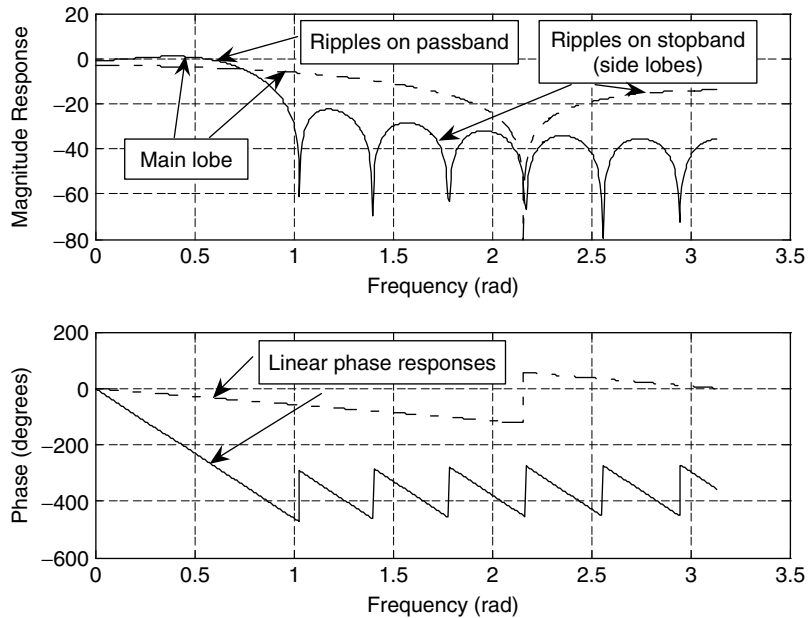 Magnitude Response
20
0
−20
−40
−60
−80
Ripples on passband
Ripples on stopband
(side lobes)
Main lobe
0 0.5 1 1.5 2 2.5 3 3.5
Frequency (rad)
Phase (degrees)
200
0
−200
−400
−600
Linear phase responses
0 0.5 1 1.5 2 2.5 3 3.5
Frequency (rad)